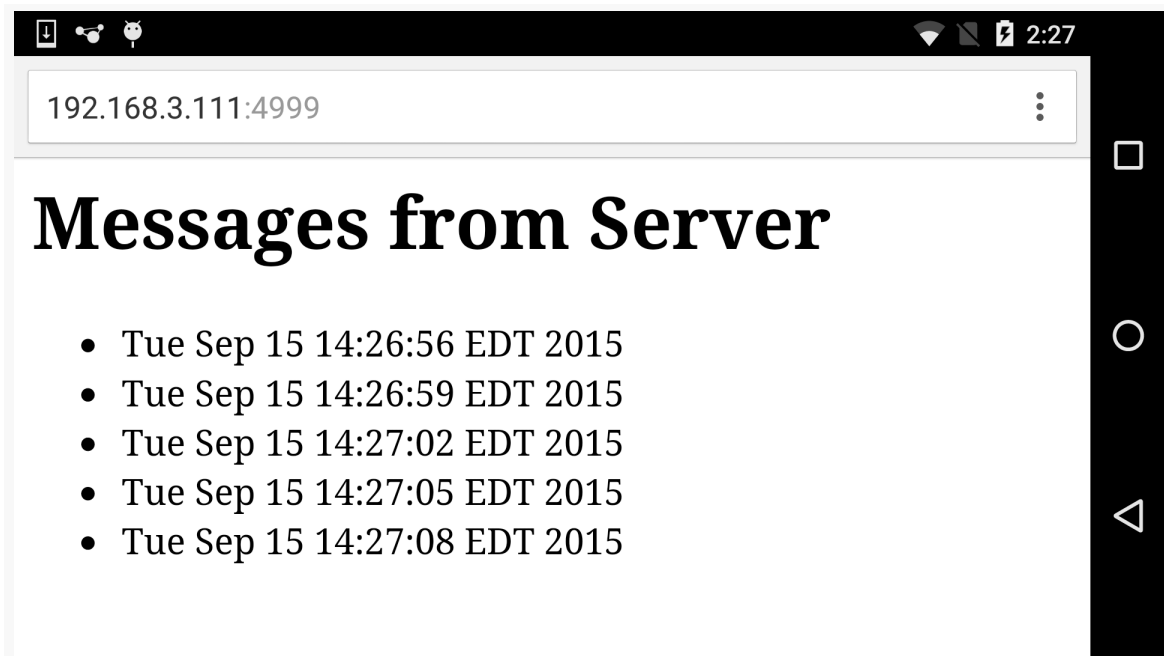 2:27
192.168.3.111:4999
Messages from Server
Tue Sep 15 14:26:56 EDT 2015
Tue Sep 15 14:26:59 EDT 2015
Tue Sep 15 14:27:02 EDT 2015
Tue Sep 15 14:27:05 EDT 2015
Tue Sep 15 14:27:08 EDT 2015